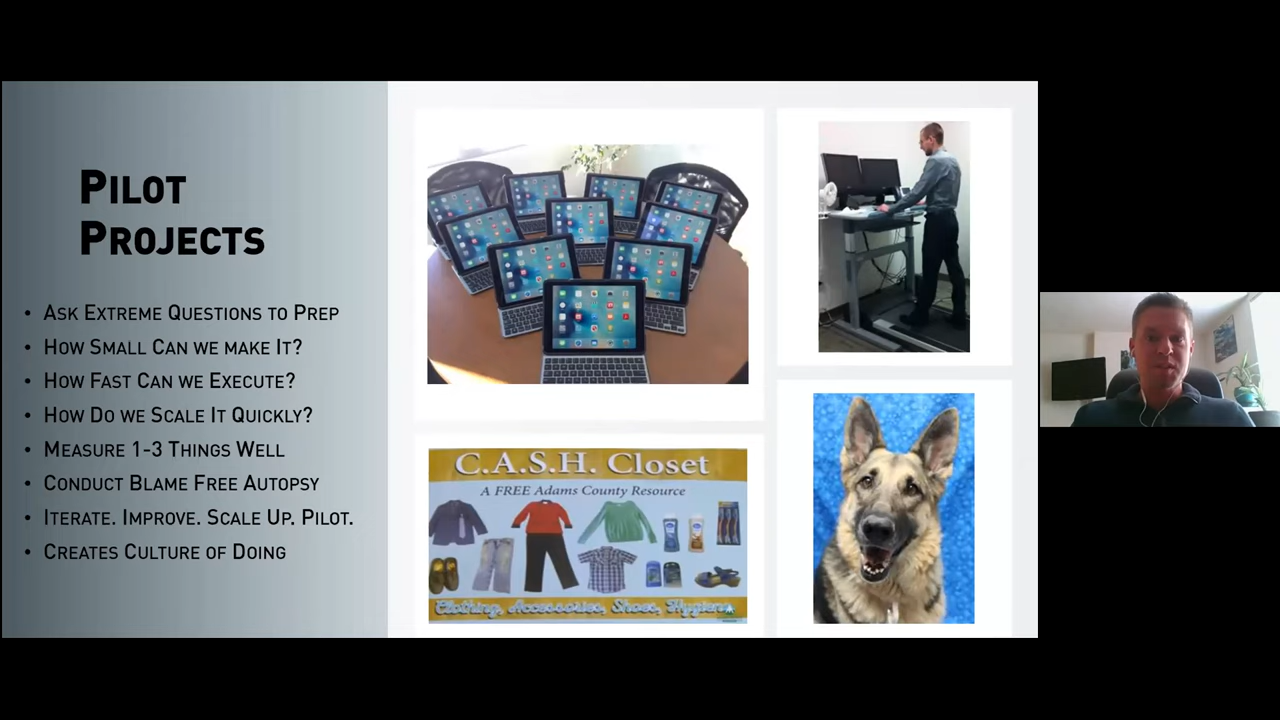 PILOT
PROJECTS
• ASK EXTREME QUESTIONS TO PREP
• HOW SMALL CAN WE MAKE IT?
• HOW FAST CAN WE EXECUTE?
• HOW DO WE SCALE IT QUICKLY?
• MEASURE 1-3 THINGS WELL
• CONDUCT BLAME FREE AUTOPSY
• ITERATE. IMPROVE. SCALE UP. PILOT.
• CREATES CULTURE OF DOING
C.A.S.H. Closet
A FREE Adams County Resource
Clothing, Accessories, Shoes, Hygiene